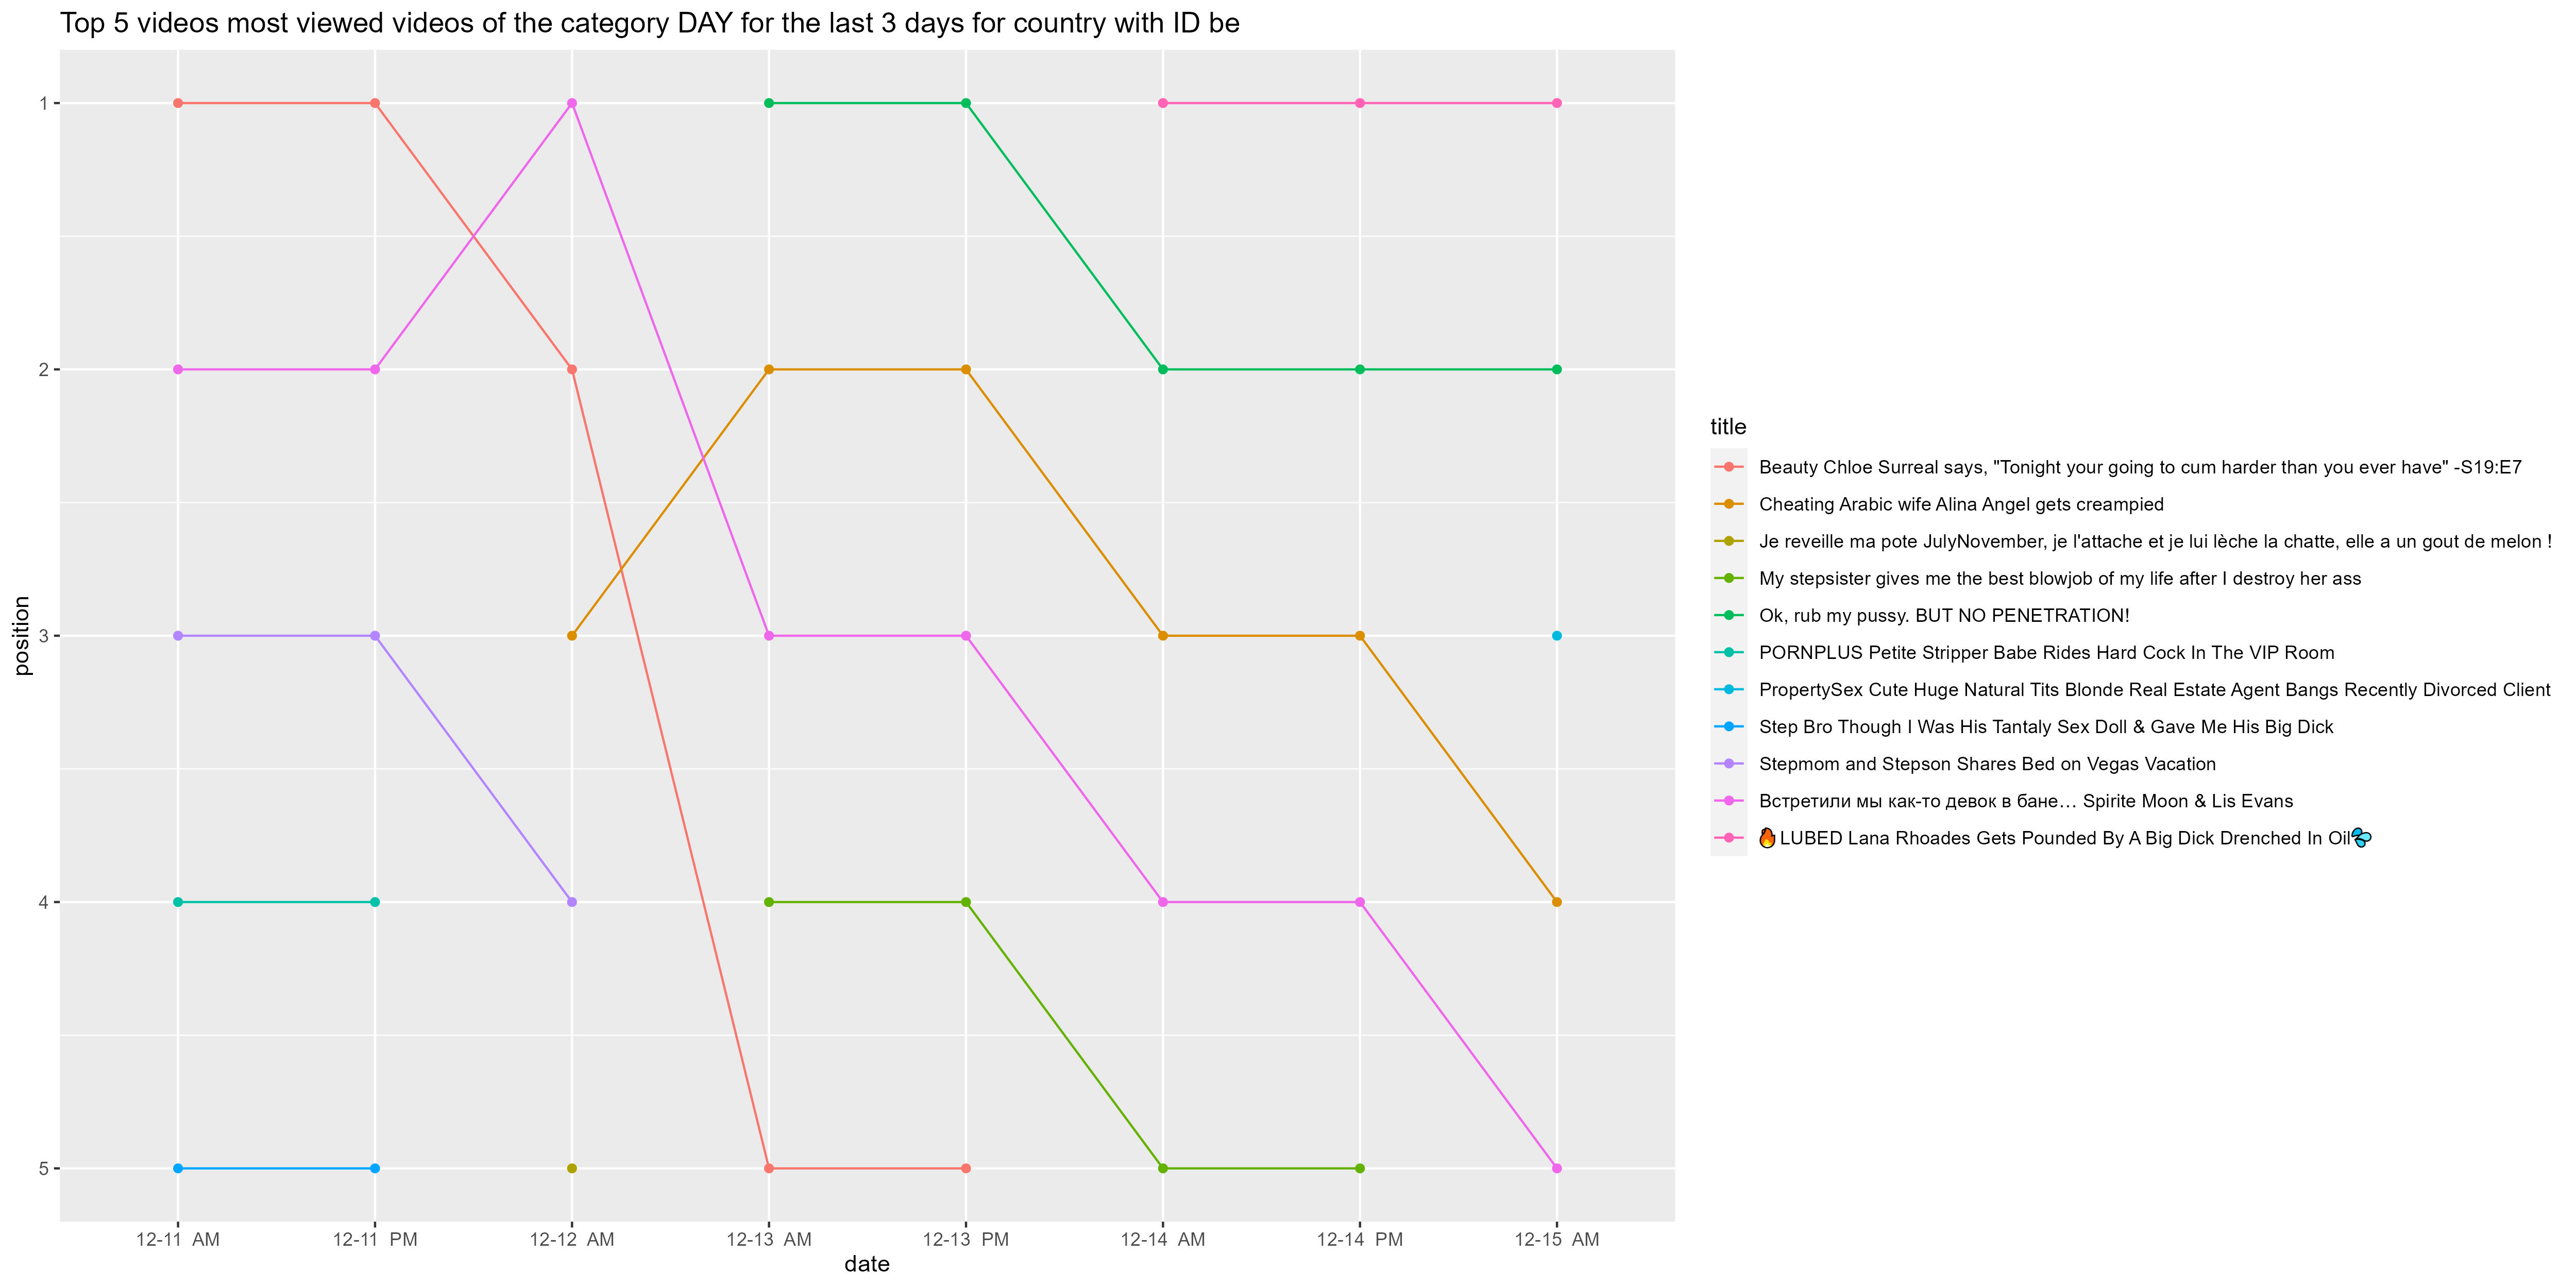 Top 5 videos most viewed videos of the category DAY for the last 3 days for country with ID be
1
2
3
4
5
position
12-11 AM
12-11 PM
12-12 AM
12-13 AM
12-13 PM
12-14 AM
12-14 PM
12-15 AM
date
title
Beauty Chloe Surreal says, "Tonight your going to cum harder than you ever have" -S19:E7
Cheating Arabic wife Alina Angel gets creampied
Je reveille ma pote JulyNovember, je l'attache et je lui lèche la chatte, elle a un gout de melon !
My stepsister gives me the best blowjob of my life after I destroy her ass
Ok, rub my pussy. BUT NO PENETRATION!
PORNPLUS Petite Stripper Babe Rides Hard Cock In The VIP Room
PropertySex Cute Huge Natural Tits Blonde Real Estate Agent Bangs Recently Divorced Client
Step Bro Though I Was His Tantaly Sex Doll & Gave Me His Big Dick
Stepmom and Stepson Shares Bed on Vegas Vacation
Встретили мы как-то девок в бане… Spirite Moon & Lis Evans
🔥 LUBED Lana Rhoades Gets Pounded By A Big Dick Drenched In Oil💦